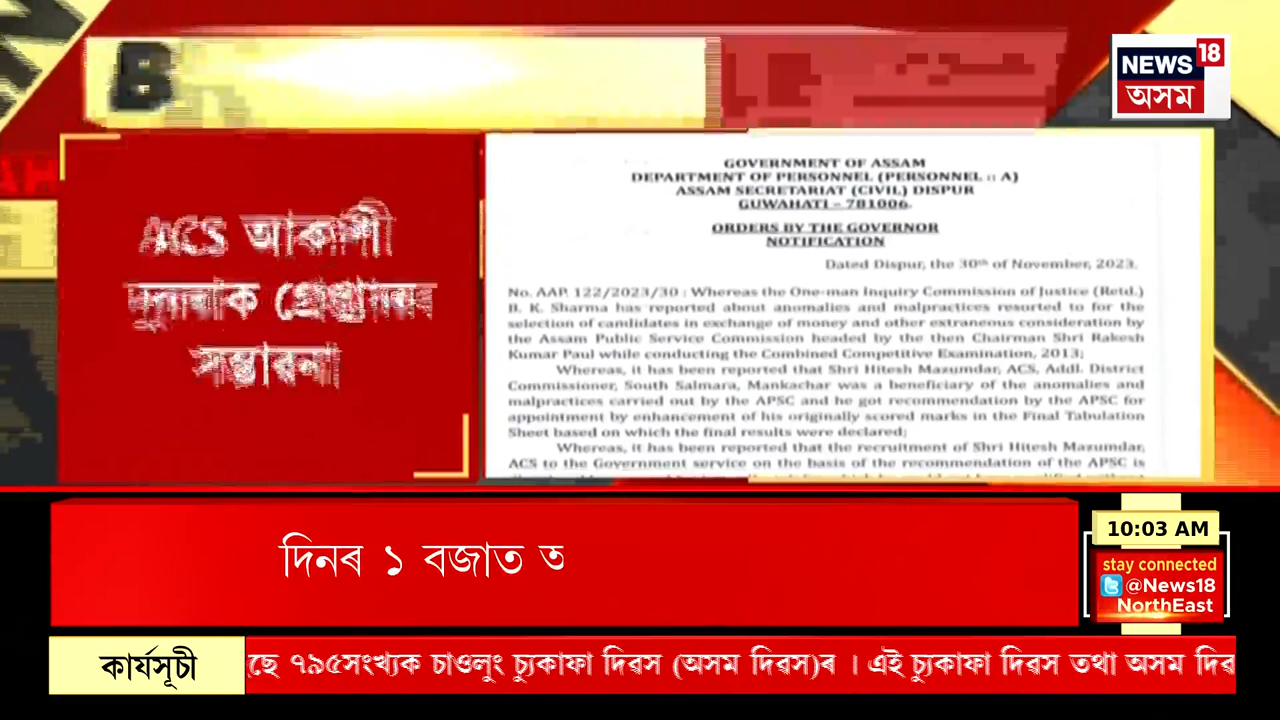 B
NEWS 18
অসম
ACS আকাশী
দুৱাৰাক গ্ৰেপ্তাৰৰ
সম্ভাৱনা
GOVERNMENT OF ASSAM
DEPARTMENT OF PERSONNEL (PERSONNEL :: A)
ASSAM SECRETARIAT (CIVIL) DISPUR
GUWAHATI – 781006.
ORDERS BY THE GOVERNOR
NOTIFICATION
Dated Dispur, the 30th of November, 2023.
No. AAP. 122/2023/30 : Whereas the One-man Inquiry Commission of Justice (Retd.)
B. K. Sharma has reported about anomalies and malpractices resorted to for the
selection of candidates in exchange of money and other extraneous consideration by
the Assam Public Service Commission headed by the then Chairman Shri Rakesh
Kumar Paul while conducting the Combined Competitive Examination, 2013;
Whereas, it has been reported that Shri Hitesh Mazumdar, ACS, Addl. District
Commissioner, South Salmara, Mankachar was a beneficiary of the anomalies and
malpractices carried out by the APSC and he got recommendation by the APSC for
appointment by enhancement of his originally scored marks in the Final Tabulation
Sheet based on which the final results were declared;
Whereas, it has been reported that the recruitment of Shri Hitesh Mazumdar,
ACS to the Government service on the basis of the recommendation of the APSC is
দিনৰ ১ বজাত ত
10:03 AM
stay connected
@News18
NorthEast
কাৰ্যসূচী
ছে ৭৯৫সংখ্যক চাওলুং চ্যুকাফা দিৱস (অসম দিৱস)ৰ । এই চ্যুকাফা দিৱস তথা অসম দিৱ